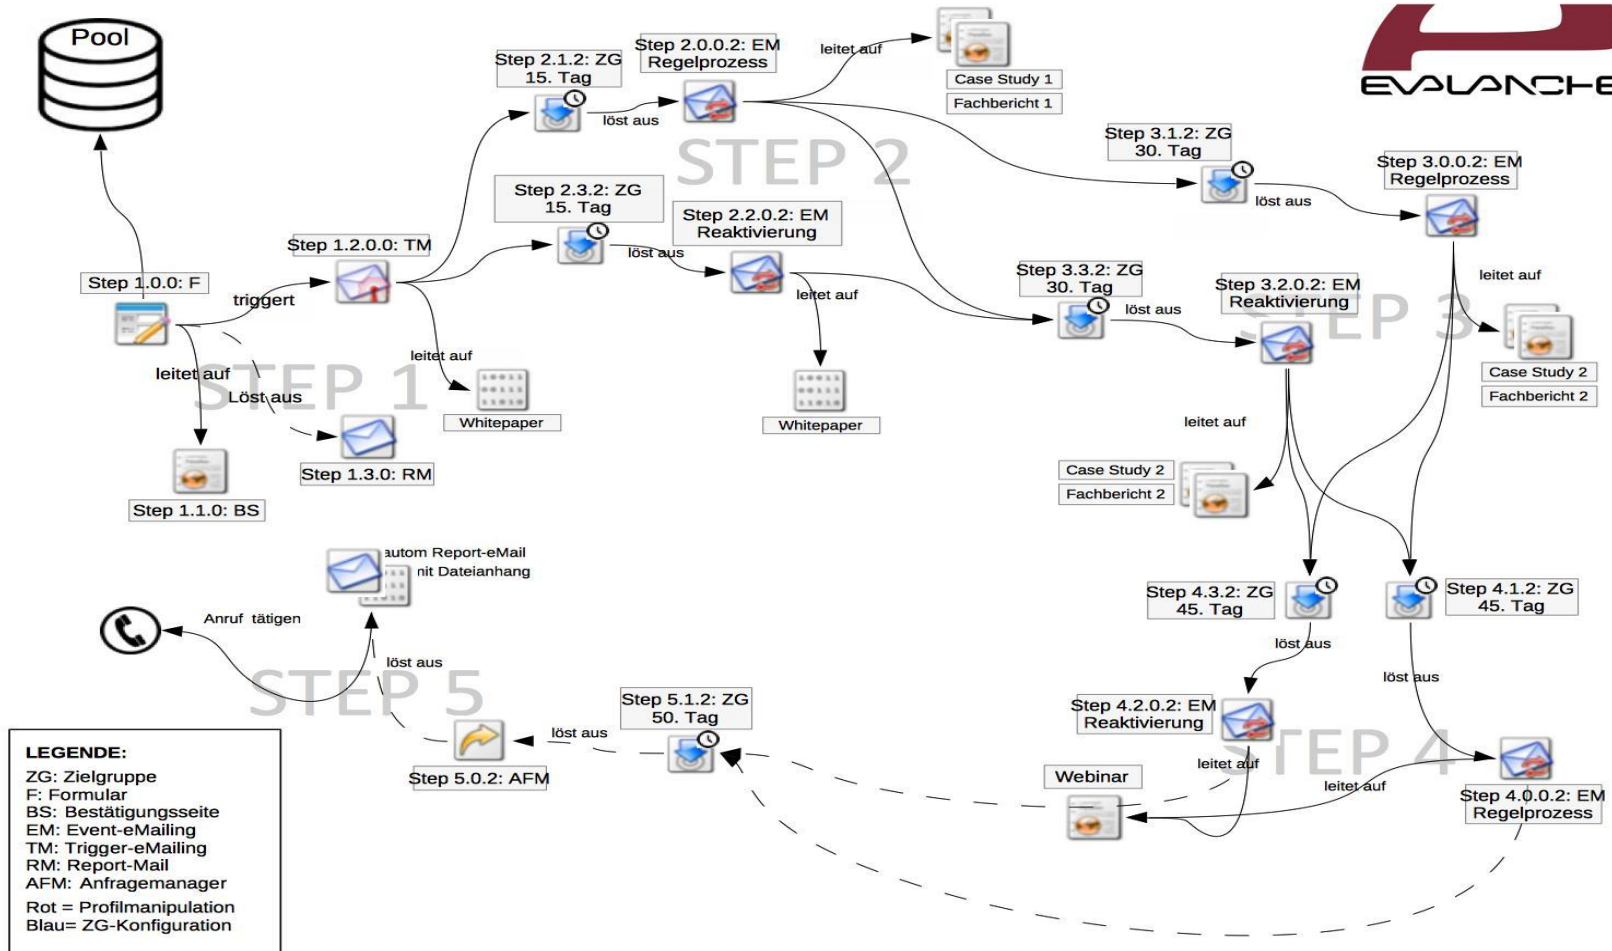 Pool
EVALANCHE
Step 2.1.2: ZG
15. Tag
löst aus
Step 2.0.0.2: EM
Regelprozess
leitet auf
Case Study 1
Fachbericht 1
STEP 2
Step 3.1.2: ZG
30. Tag
löst aus
Step 3.0.0.2: EM
Regelprozess
Step 2.3.2: ZG
15. Tag
löst aus
Step 2.2.0.2: EM
Reaktivierung
leitet auf
Whitepaper
Step 1.0.0: F
triggert
Step 1.2.0.0: TM
leitet auf
Whitepaper
leitet auf
Löst aus
STEP 1
Step 1.3.0: RM
Step 1.1.0: BS
Step 3.3.2: ZG
30. Tag
löst aus
Step 3.2.0.2: EM
Reaktivierung
STEP 3
leitet auf
Case Study 2
Fachbericht 2
leitet auf
Case Study 2
Fachbericht 2
Step 4.3.2: ZG
45. Tag
Step 4.1.2: ZG
45. Tag
löst aus
löst aus
Step 4.2.0.2: EM
Reaktivierung
STEP 4
leitet auf
leitet auf
Webinar
Step 4.0.0.2: EM
Regelprozess
autom Report-eMail
mit Dateianhang
Anruf tätigen
löst aus
STEP 5
Step 5.1.2: ZG
50. Tag
löst aus
Step 5.0.2: AFM
LEGENDE:
ZG: Zielgruppe
F: Formular
BS: Bestätigungsseite
EM: Event-eMailing
TM: Trigger-eMailing
RM: Report-Mail
AFM: Anfragemanager
Rot = Profilmanipulation
Blau= ZG-Konfiguration